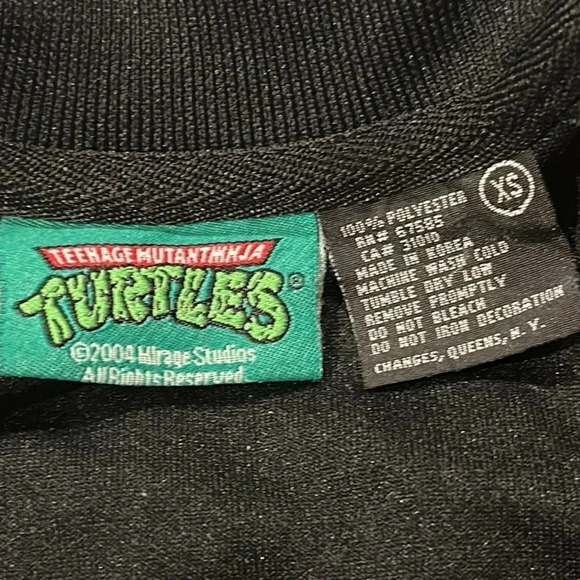 TEENAGE MUTANT NINJA
TURTLES®
©2004 Mirage Studios
All Rights Reserved
XS
100% POLYESTER
RN# 67585
CA# 31010
MADE IN KOREA
MACHINE WASH COLD
TUMBLE DRY LOW
REMOVE PROMPTLY
DO NOT BLEACH
DO NOT IRON DECORATION
CHANGES, QUEENS, N.Y.